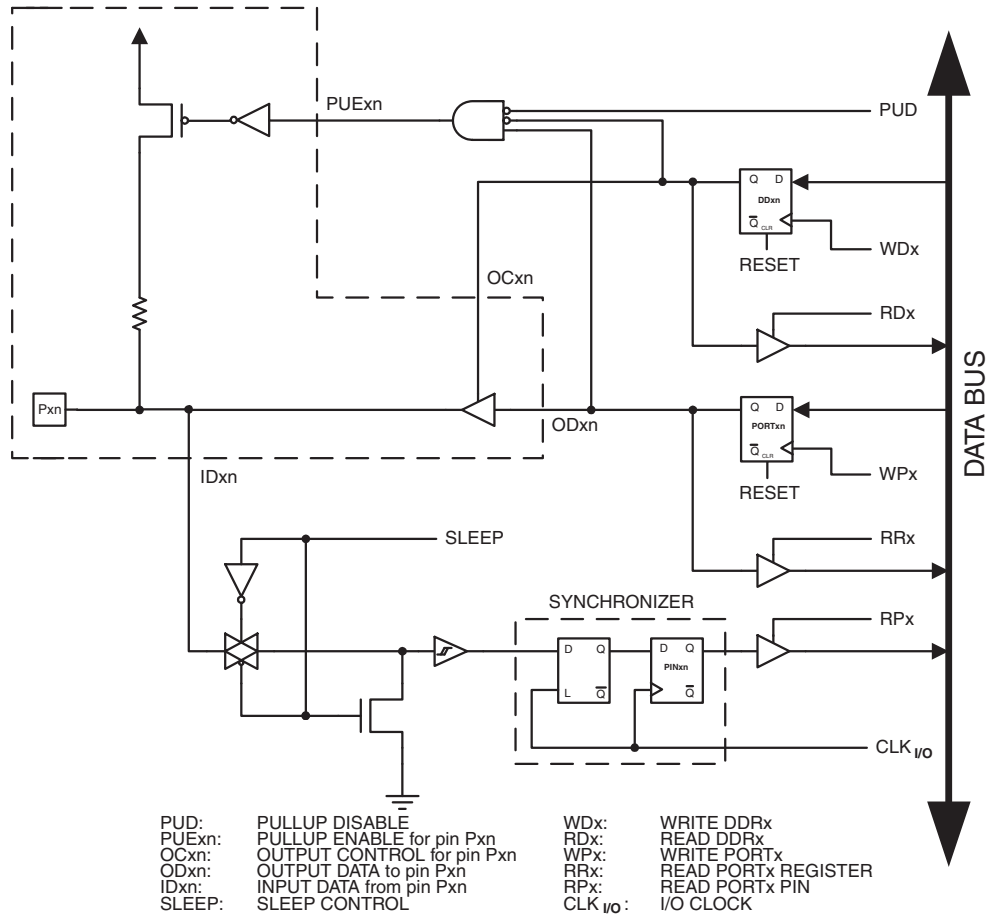 PUExn
PUD
Q D
DDxn
Q CLR
WDx
RESET
OCxn
RDx
DATA BUS
Pxn
ODxn
Q D
PORTxn
Q CLR
WPx
RESET
IDxn
SLEEP
RRx
SYNCHRONIZER
RPx
D Q
L Q
D Q
PINxn
Q
CLK I/O
PUD: PULLUP DISABLE
PUExn: PULLUP ENABLE for pin Pxn
OCxn: OUTPUT CONTROL for pin Pxn
ODxn: OUTPUT DATA to pin Pxn
IDxn: INPUT DATA from pin Pxn
SLEEP: SLEEP CONTROL
WDx: WRITE DDRx
RDx: READ DDRx
WPx: WRITE PORTx
RRx: READ PORTx REGISTER
RPx: READ PORTx PIN
CLK I/O : I/O CLOCK